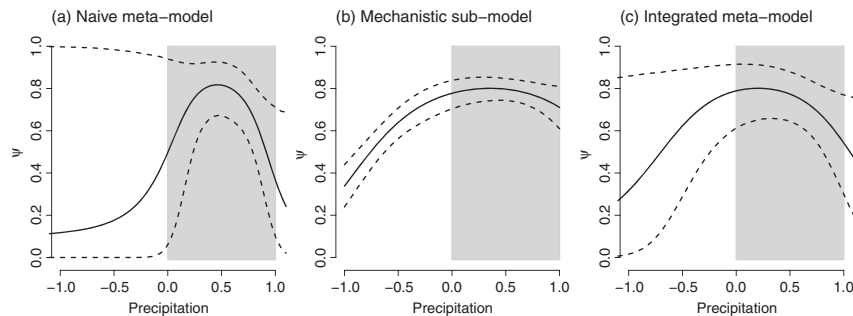 (a) Naive meta−model
1.0
0.8
0.6
0.4
0.2
0.0
ψ
−1.0 −0.5 0.0 0.5 1.0
Precipitation
(b) Mechanistic sub−model
1.0
0.8
0.6
0.4
0.2
0.0
ψ
−1.0 −0.5 0.0 0.5 1.0
Precipitation
(c) Integrated meta−model
1.0
0.8
0.6
0.4
0.2
0.0
ψ
−1.0 −0.5 0.0 0.5 1.0
Precipitation